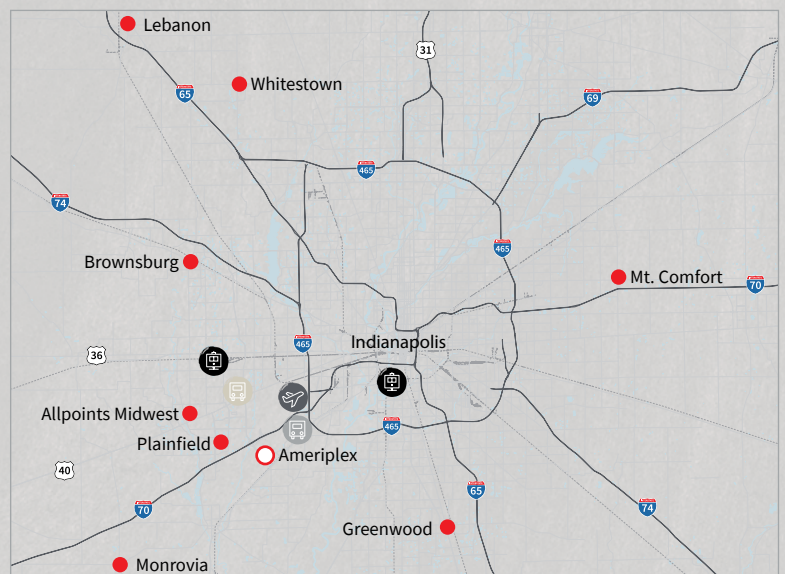 Lebanon
31
Whitestown
65
69
465
74
465
Brownsburg
Mt. Comfort
70
465
Indianapolis
36
Allpoints Midwest
465
Plainfield
Ameriplex
40
65
70
74
Greenwood
Monrovia